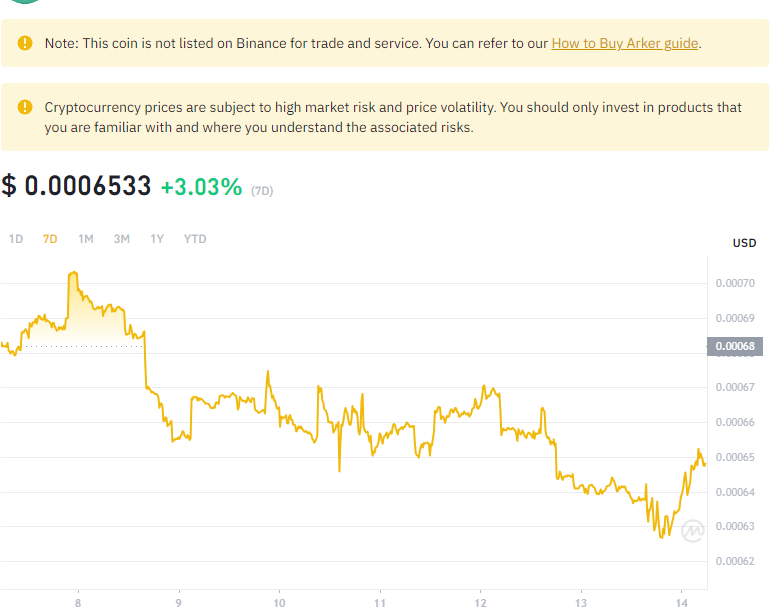 Note: This coin is not listed on Binance for trade and service. You can refer to our How to Buy Arker guide.
Cryptocurrency prices are subject to high market risk and price volatility. You should only invest in products that
you are familiar with and where you understand the associated risks.
$ 0.0006533 +3.03% (7D)
1D 7D 1M 3M 1Y YTD
USD
0.00070
0.00069
0.00068
0.00067
0.00066
0.00065
0.00064
0.00063
0.00062
8 9 10 11 12 13 14